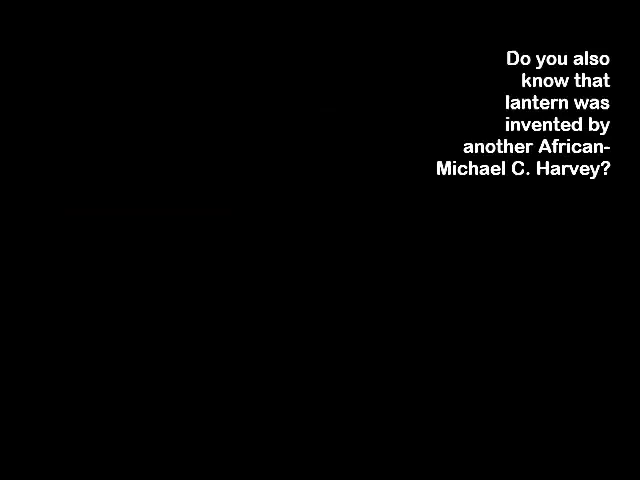 Do you also
know that
lantern was
invented by
another African-
Michael C. Harvey?